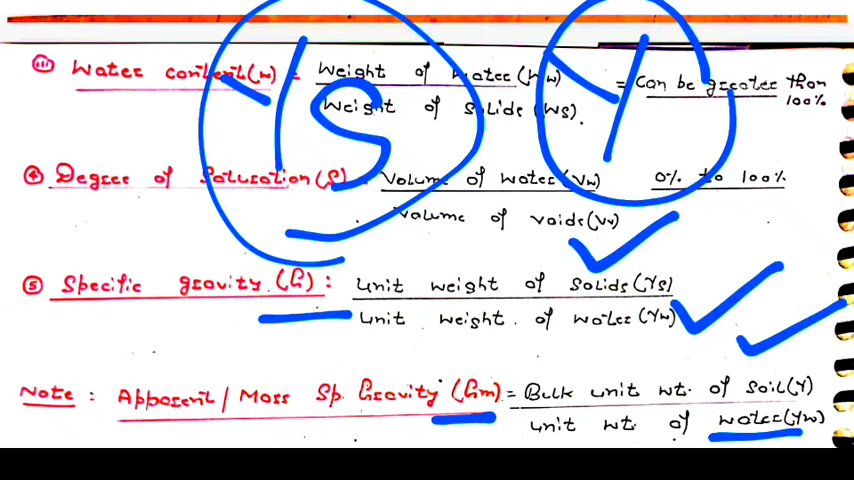 (iii) Water content(w) = Weight of water(Ww) = Can be greater than 100%
Weight of solids (Ws).
④ Degree of Saturation(S) = Volume of water(Vw) 0% to 100%
Volume of voids(Vv)
⑤ Specific gravity (G) : Unit weight of solids(γs)
Unit weight of water(γw)
Note : Apparent/Mass Sp. Gravity (Gm) = Bulk unit wt. of soil(γ)
unit wt. of water(γw)